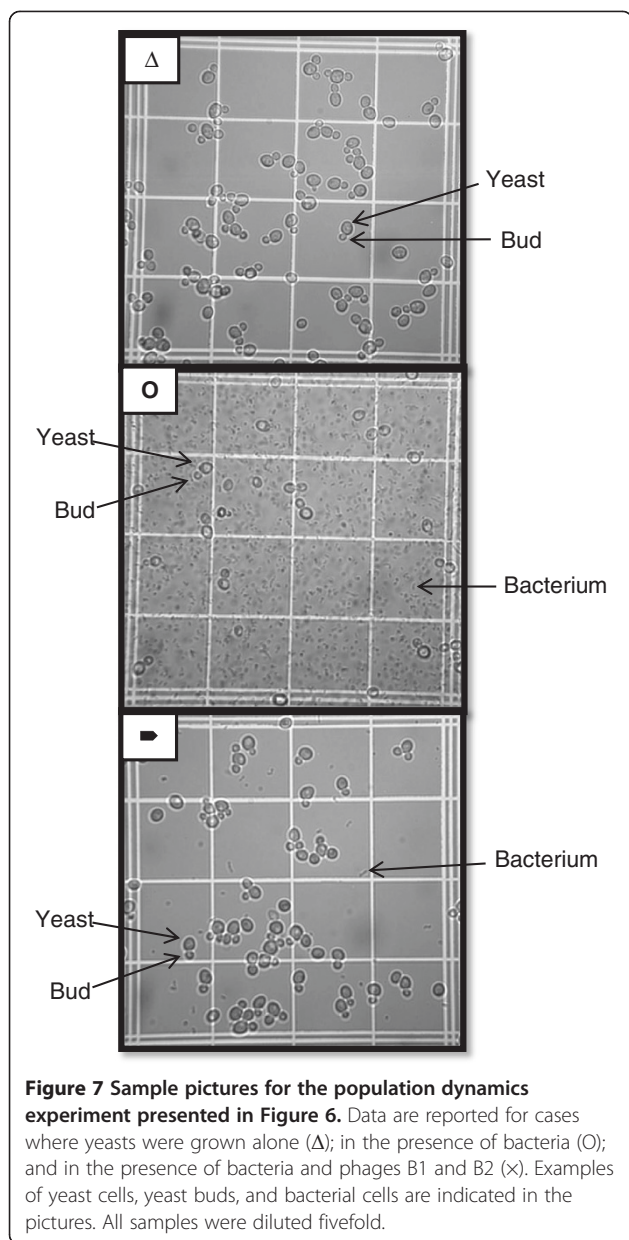 Δ
Yeast
Bud
O
Yeast
Bud
Bacterium
Bacterium
Yeast
Bud
Figure 7 Sample pictures for the population dynamics
experiment presented in Figure 6. Data are reported for cases
where yeasts were grown alone (Δ); in the presence of bacteria (O);
and in the presence of bacteria and phages B1 and B2 (×). Examples
of yeast cells, yeast buds, and bacterial cells are indicated in the
pictures. All samples were diluted fivefold.